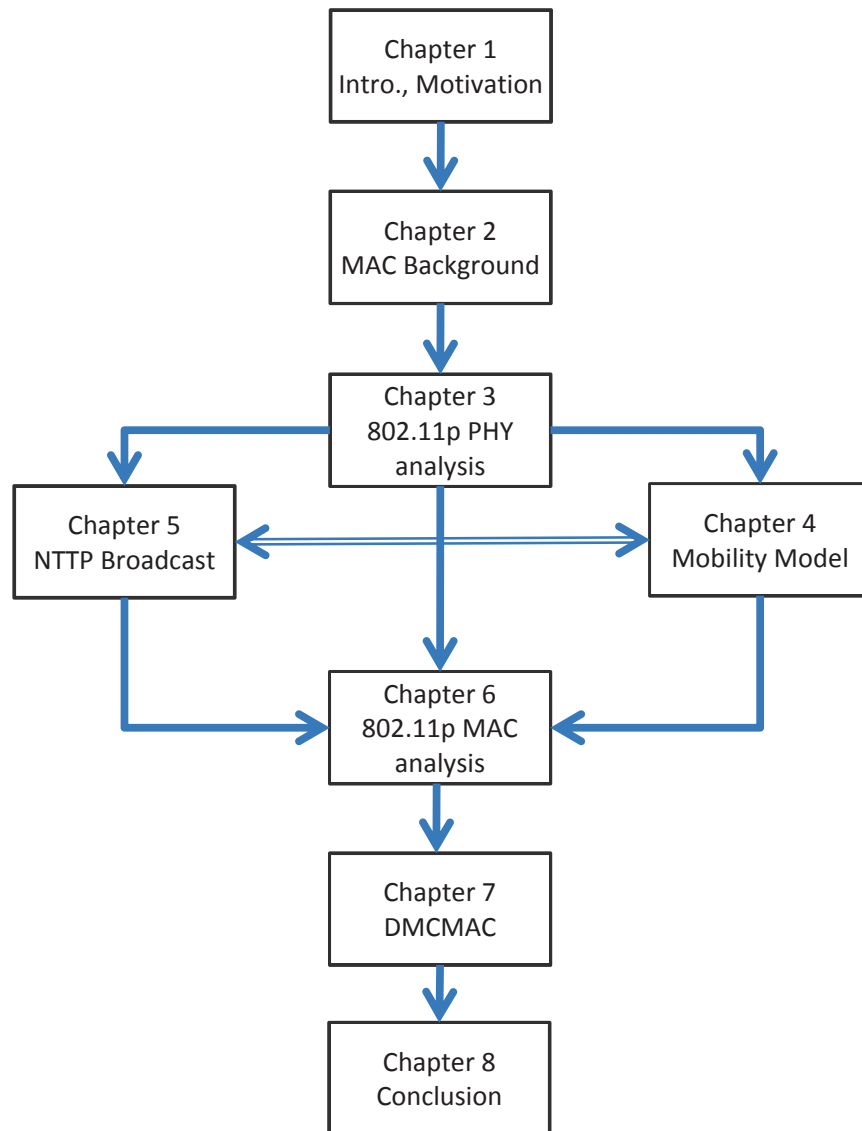 Chapter 1
Intro., Motivation
Chapter 2
MAC Background
Chapter 3
802.11p PHY
analysis
Chapter 5
NTTP Broadcast
Chapter 4
Mobility Model
Chapter 6
802.11p MAC
analysis
Chapter 7
DMCMAC
Chapter 8
Conclusion